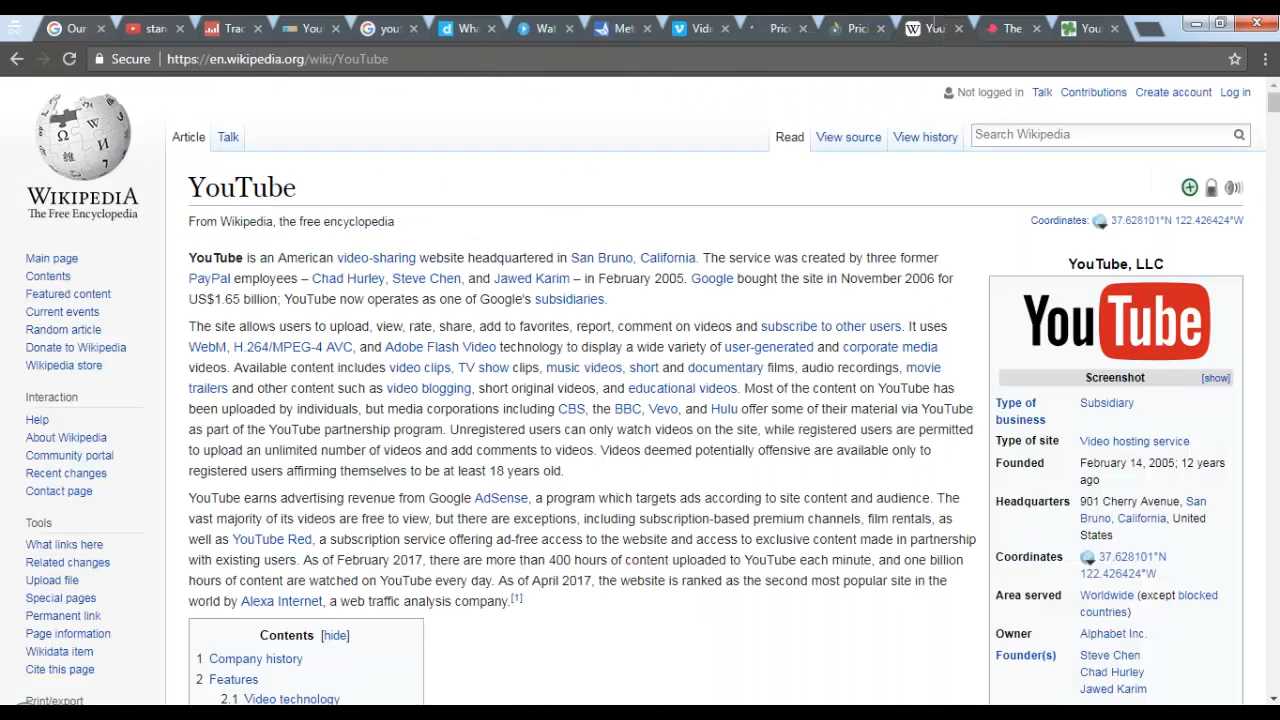 Our
stan
Trac
You
you
Wha
Wat
Met
Vide
Pric
Pric
You
The
You
Secure
https://en.wikipedia.org/wiki/YouTube
Not logged in Talk Contributions Create account Log in
Article Talk
Read View source View history
Search Wikipedia
WIKIPEDIA
The Free Encyclopedia
Main page
Contents
Featured content
Current events
Random article
Donate to Wikipedia
Wikipedia store
Interaction
Help
About Wikipedia
Community portal
Recent changes
Contact page
Tools
What links here
Related changes
Upload file
Special pages
Permanent link
Page information
Wikidata item
Cite this page
Print/export
YouTube
From Wikipedia, the free encyclopedia
Coordinates: 37.628101°N 122.426424°W
YouTube is an American video-sharing website headquartered in San Bruno, California. The service was created by three former
PayPal employees – Chad Hurley, Steve Chen, and Jawed Karim – in February 2005. Google bought the site in November 2006 for
US$1.65 billion; YouTube now operates as one of Google's subsidiaries.
The site allows users to upload, view, rate, share, add to favorites, report, comment on videos and subscribe to other users. It uses
WebM, H.264/MPEG-4 AVC, and Adobe Flash Video technology to display a wide variety of user-generated and corporate media
videos. Available content includes video clips, TV show clips, music videos, short and documentary films, audio recordings, movie
trailers and other content such as video blogging, short original videos, and educational videos. Most of the content on YouTube has
been uploaded by individuals, but media corporations including CBS, the BBC, Vevo, and Hulu offer some of their material via YouTube
as part of the YouTube partnership program. Unregistered users can only watch videos on the site, while registered users are permitted
to upload an unlimited number of videos and add comments to videos. Videos deemed potentially offensive are available only to
registered users affirming themselves to be at least 18 years old.
YouTube earns advertising revenue from Google AdSense, a program which targets ads according to site content and audience. The
vast majority of its videos are free to view, but there are exceptions, including subscription-based premium channels, film rentals, as
well as YouTube Red, a subscription service offering ad-free access to the website and access to exclusive content made in partnership
with existing users. As of February 2017, there are more than 400 hours of content uploaded to YouTube each minute, and one billion
hours of content are watched on YouTube every day. As of April 2017, the website is ranked as the second most popular site in the
world by Alexa Internet, a web traffic analysis company.[1]
Contents [hide]
1 Company history
2 Features
2.1 Video technology
YouTube, LLC
YouTube
Screenshot [show]
Type of business Subsidiary
Type of site Video hosting service
Founded February 14, 2005; 12 years
ago
Headquarters 901 Cherry Avenue, San
Bruno, California, United
States
Coordinates 37.628101°N
122.426424°W
Area served Worldwide (except blocked
countries)
Owner Alphabet Inc.
Founder(s) Steve Chen
Chad Hurley
Jawed Karim